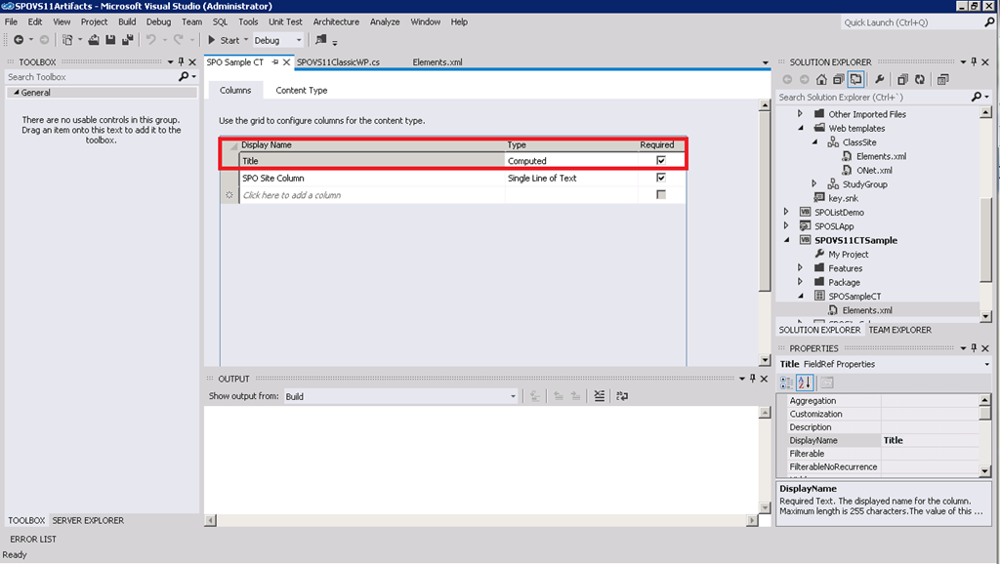 SPOVS11Artifacts - Microsoft Visual Studio (Administrator)
File Edit View Project Build Debug Team SQL Tools Unit Test Architecture Analyze Window Help
Quick Launch (Ctrl+Q)
Start Debug
TOOLBOX
Search Toolbox
General
There are no usable controls in this group.
Drag an item onto this text to add it to the
toolbox.
SPO Sample CT SPOVS11ClassicWP.cs Elements.xml
Columns Content Type
Use the grid to configure columns for the content type.
Display Name Type Required
Title Computed
SPO Site Column Single Line of Text
Click here to add a column
OUTPUT
Show output from: Build
SOLUTION EXPLORER
Search Solution Explorer (Ctrl+`)
Other Imported Files
Web templates
ClassSite
Elements.xml
ONet.xml
StudyGroup
key.snk
SPOListDemo
SPOSLApp
SPOVS11CTSample
My Project
Features
Package
SPOSampleCT
Elements.xml
SOLUTION EXPLORER TEAM EXPLORER
PROPERTIES
Title FieldRef Properties
Aggregation
Customization
Description
DisplayName Title
Filterable
FilterableNoRecurrence
DisplayName
Required Text. The displayed name for the column.
Maximum length is 255 characters.The value of this ...
TOOLBOX SERVER EXPLORER
ERROR LIST
Ready